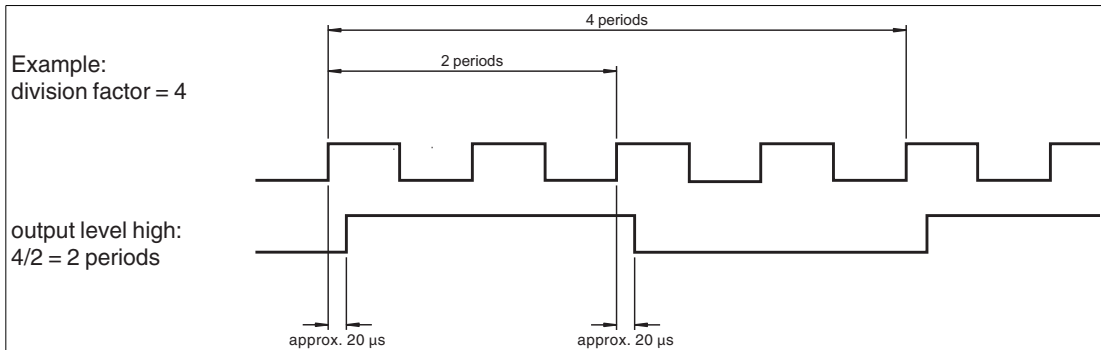 4 periods
2 periods
Example:
division factor = 4
output level high:
4/2 = 2 periods
approx. 20 µs
approx. 20 µs